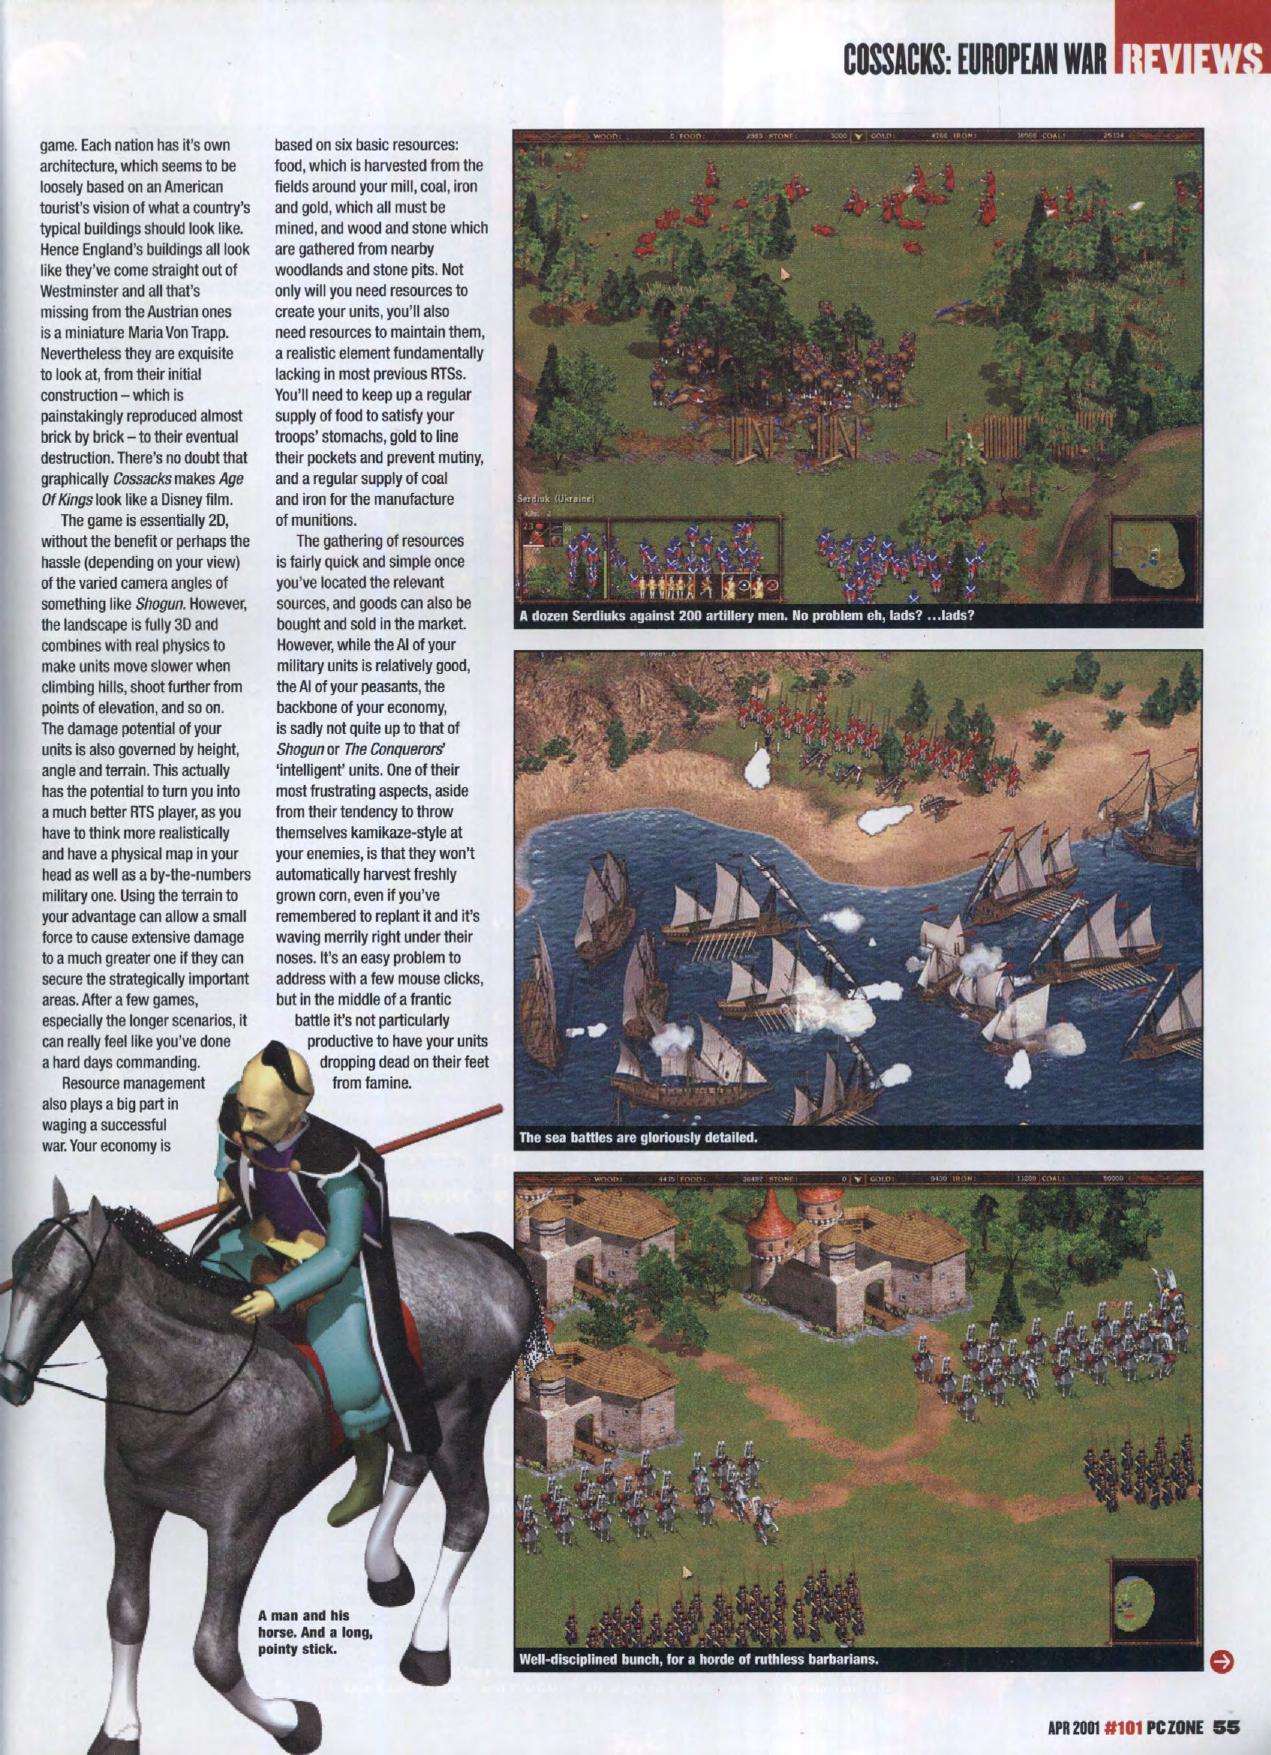 COSSACKS: EUROPEAN WAR REVIEWS
game. Each nation has it's own
architecture, which seems to be
loosely based on an American
tourist's vision of what a country's
typical buildings should look like.
Hence England's buildings all look
like they've come straight out of
Westminster and all that's
missing from the Austrian ones
is a miniature Maria Von Trapp.
Nevertheless they are exquisite
to look at, from their initial
construction – which is
painstakingly reproduced almost
brick by brick – to their eventual
destruction. There's no doubt that
graphically Cossacks makes Age
Of Kings look like a Disney film.
The game is essentially 2D,
without the benefit or perhaps the
hassle (depending on your view)
of the varied camera angles of
something like Shogun. However,
the landscape is fully 3D and
combines with real physics to
make units move slower when
climbing hills, shoot further from
points of elevation, and so on.
The damage potential of your
units is also governed by height,
angle and terrain. This actually
has the potential to turn you into
a much better RTS player, as you
have to think more realistically
and have a physical map in your
head as well as a by-the-numbers
military one. Using the terrain to
your advantage can allow a small
force to cause extensive damage
to a much greater one if they can
secure the strategically important
areas. After a few games,
especially the longer scenarios, it
can really feel like you've done
a hard days commanding.
Resource management
also plays a big part in
waging a successful
war. Your economy is
based on six basic resources:
food, which is harvested from the
fields around your mill, coal, iron
and gold, which all must be
mined, and wood and stone which
are gathered from nearby
woodlands and stone pits. Not
only will you need resources to
create your units, you'll also
need resources to maintain them,
a realistic element fundamentally
lacking in most previous RTSs.
You'll need to keep up a regular
supply of food to satisfy your
troops' stomachs, gold to line
their pockets and prevent mutiny,
and a regular supply of coal
and iron for the manufacture
of munitions.
The gathering of resources
is fairly quick and simple once
you've located the relevant
sources, and goods can also be
bought and sold in the market.
However, while the AI of your
military units is relatively good,
the AI of your peasants, the
backbone of your economy,
is sadly not quite up to that of
Shogun or The Conquerors'
'intelligent' units. One of their
most frustrating aspects, aside
from their tendency to throw
themselves kamikaze-style at
your enemies, is that they won't
automatically harvest freshly
grown corn, even if you've
remembered to replant it and it's
waving merrily right under their
noses. It's an easy problem to
address with a few mouse clicks,
but in the middle of a frantic
battle it's not particularly
productive to have your units
dropping dead on their feet
from famine.
A man and his
horse. And a long,
pointy stick.
WOOD: FOOD: STONE: GOLD: IRON: COAL:
Serdiuk (Ukraine)
A dozen Serdiuks against 200 artillery men. No problem eh, lads? ...lads?
The sea battles are gloriously detailed.
WOOD: FOOD: STONE: 0 GOLD: IRON: COAL:
Well-disciplined bunch, for a horde of ruthless barbarians.
APR 2001 #101 PC ZONE 55